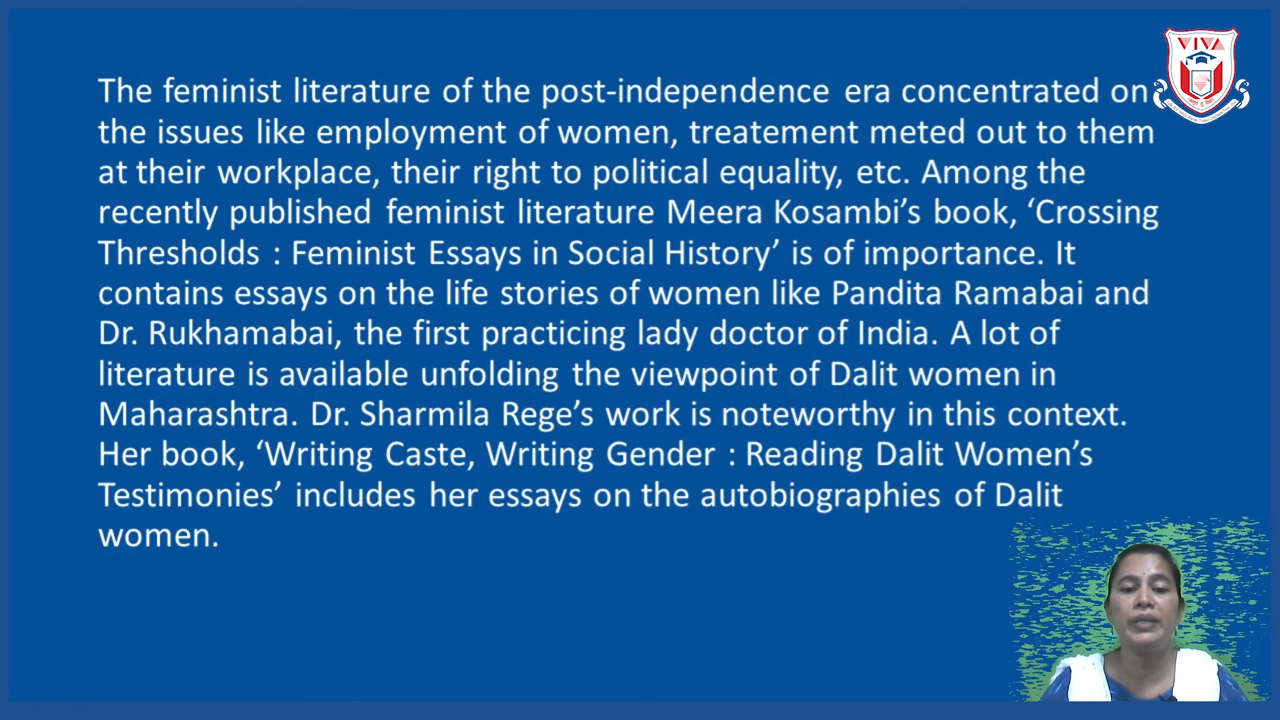 VIVA
The feminist literature of the post-independence era concentrated on
the issues like employment of women, treatement meted out to them
at their workplace, their right to political equality, etc. Among the
recently published feminist literature Meera Kosambi’s book, ‘Crossing
Thresholds : Feminist Essays in Social History’ is of importance. It
contains essays on the life stories of women like Pandita Ramabai and
Dr. Rukhamabai, the first practicing lady doctor of India. A lot of
literature is available unfolding the viewpoint of Dalit women in
Maharashtra. Dr. Sharmila Rege’s work is noteworthy in this context.
Her book, ‘Writing Caste, Writing Gender : Reading Dalit Women’s
Testimonies’ includes her essays on the autobiographies of Dalit
women.